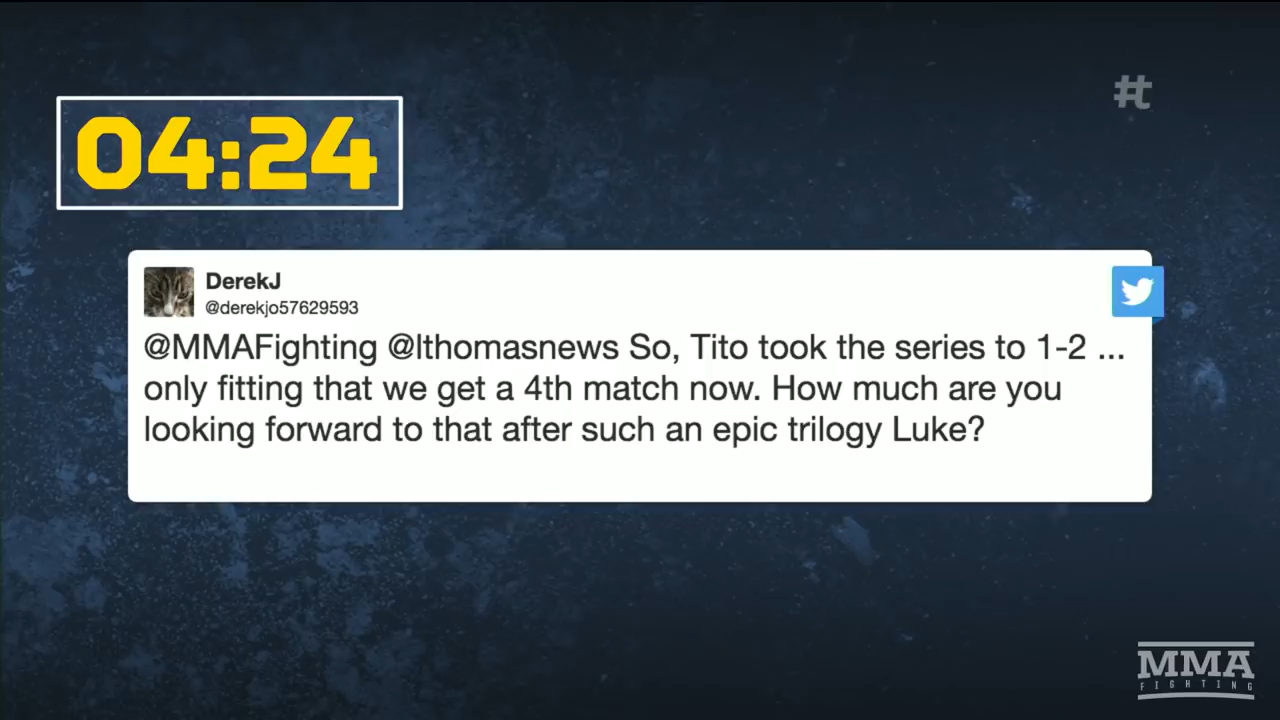 #t
04:24
DerekJ
@derekjo57629593
@MMAFighting @lthomasnews So, Tito took the series to 1-2 ...
only fitting that we get a 4th match now. How much are you
looking forward to that after such an epic trilogy Luke?
MMA
FIGHTING